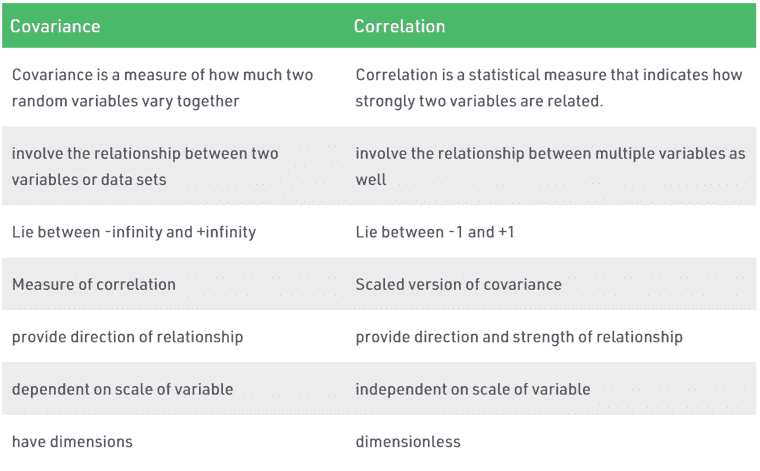 Covariance
Correlation
Covariance is a measure of how much two
random variables vary together
Correlation is a statistical measure that indicates how
strongly two variables are related.
involve the relationship between two
variables or data sets
involve the relationship between multiple variables as
well
Lie between -infinity and +infinity
Lie between -1 and +1
Measure of correlation
Scaled version of covariance
provide direction of relationship
provide direction and strength of relationship
dependent on scale of variable
independent on scale of variable
have dimensions
dimensionless